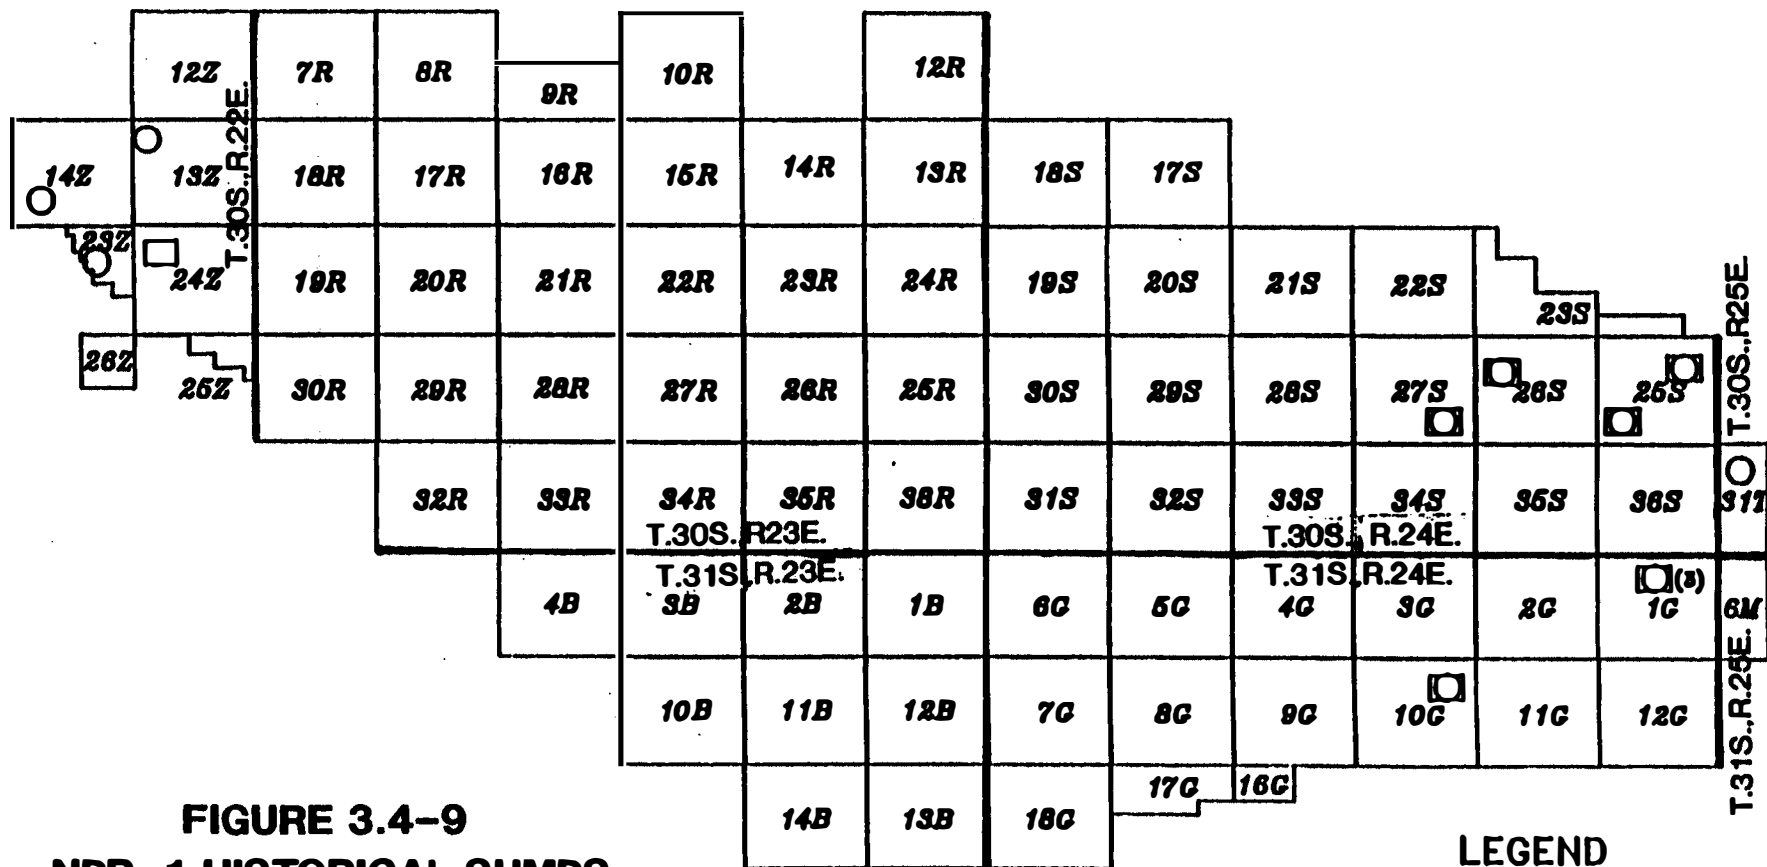 12Z 7R 8R 9R 10R 12R
14Z 13Z 18R 17R 16R 15R 14R 13R 18S 17S
T.30S.,R.22E.
23Z 24Z 19R 20R 21R 22R 23R 24R 19S 20S 21S 22S 23S
T.30S.,R25E.
26Z 25Z 30R 29R 28R 27R 26R 25R 30S 29S 28S 27S 26S 25S
32R 33R 34R 35R 36R 31S 32S 33S 34S 35S 36S
T.30S.,R23E. T.30S., R.24E.
T.31S.,R.23E. T.31S.,R.24E.
4B 3B 2B 1B 6G 5G 4G 3G 2G 1G (3) 6M
T.31S.,R.25E.
10B 11B 12B 7G 8G 9G 10G 11G 12G
14B 13B 18G 17G 16G
FIGURE 3.4-9
LEGEND